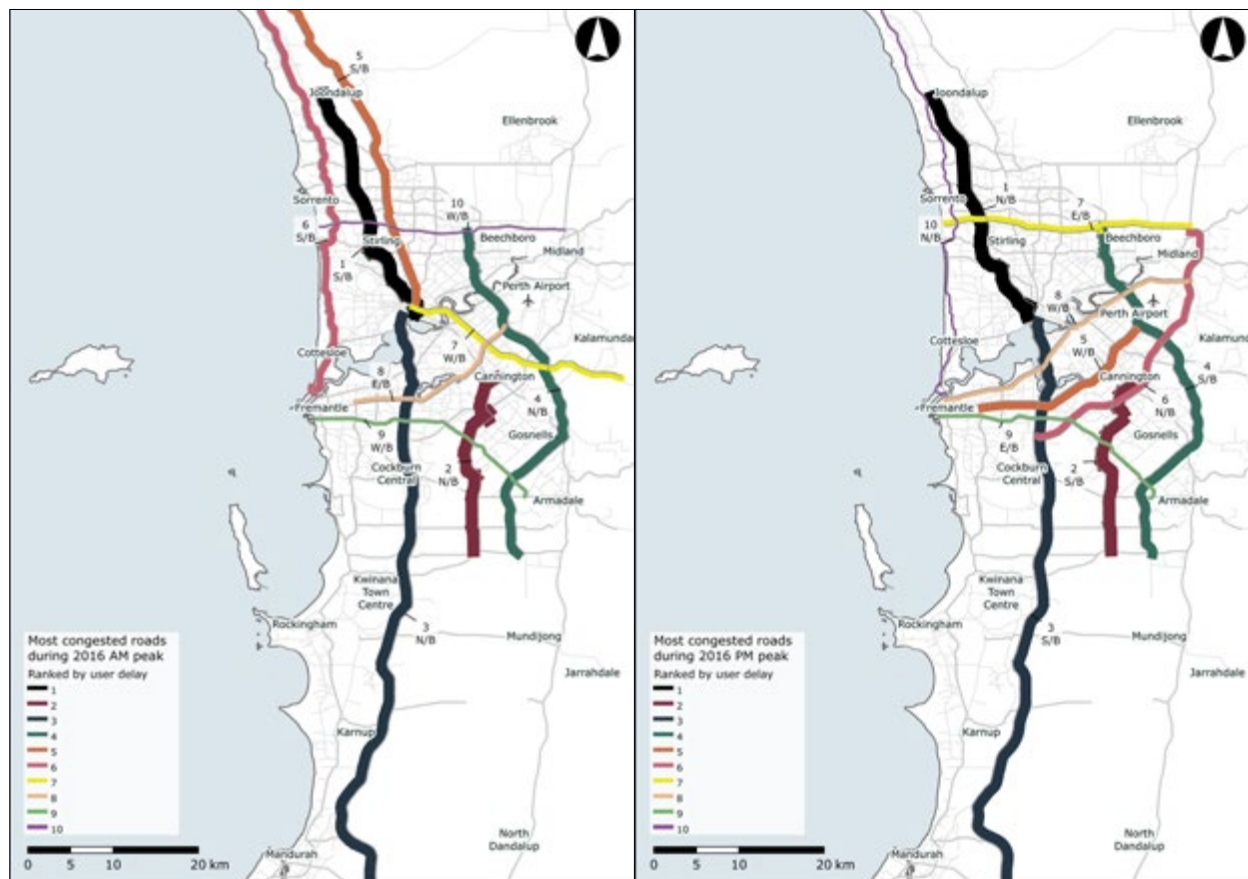 5
S/B
Joondalup
Ellenbrook
Sorrento
10
W/B
6
S/B
Stirling
Beechboro
1
S/B
Midland
Perth Airport
Kalamunda
7
W/B
Cottesloe
8
E/B
Cannington
4
N/B
Fremantle
9
W/B
Gosnells
Cockburn
Central
2
N/B
Armadale
Kwinana
Town
Centre
Rockingham
3
N/B
Mundijong
Jarrahdale
Karnup
North
Dandalup
Mandurah
Most congested roads
during 2016 AM peak
Ranked by user delay
1
2
3
4
5
6
7
8
9
10
0 5 10 20 km
Joondalup
Ellenbrook
1
N/B
Sorrento
7
E/B
10
N/B
Stirling
Beechboro
Midland
8
W/B
Perth Airport
Kalamunda
Cottesloe
5
W/B
Cannington
4
S/B
Fremantle
6
N/B
9
E/B
Gosnells
Cockburn
Central
2
S/B
Armadale
Kwinana
Town
Centre
Rockingham
3
S/B
Mundijong
Jarrahdale
Karnup
North
Dandalup
Mandurah
Most congested roads
during 2016 PM peak
Ranked by user delay
1
2
3
4
5
6
7
8
9
10
0 5 10 20 km